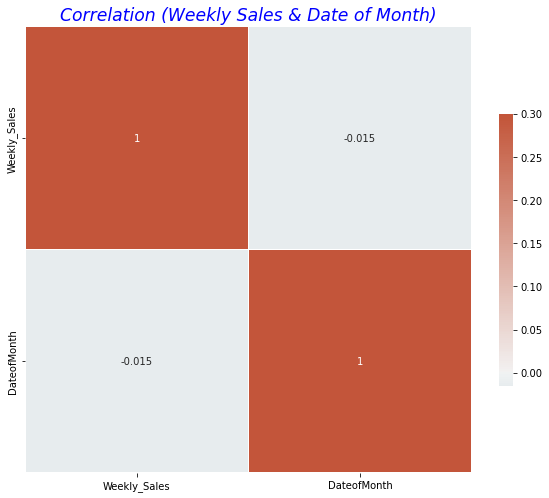 Correlation (Weekly Sales & Date of Month)
Weekly_Sales
1
-0.015
DateofMonth
-0.015
1
Weekly_Sales
DateofMonth
0.30
0.25
0.20
0.15
0.10
0.05
0.00